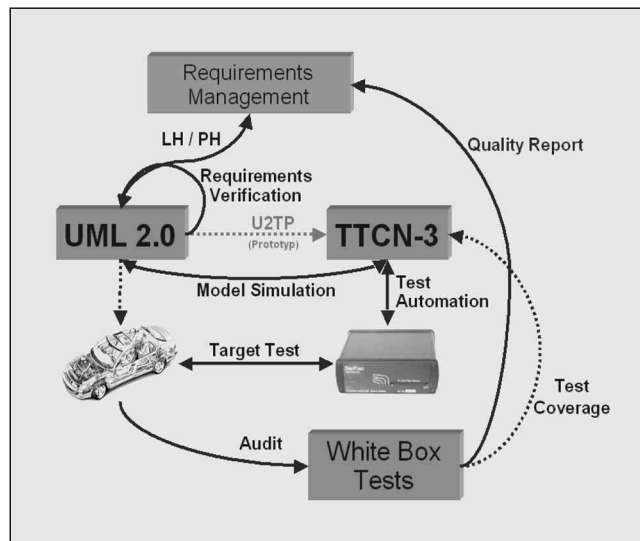 Requirements
Management
LH / PH
Quality Report
Requirements
Verification
UML 2.0
U2TP
(Prototyp)
TTCN-3
Model Simulation
Test
Automation
Target Test
Test
Coverage
Audit
White Box
Tests